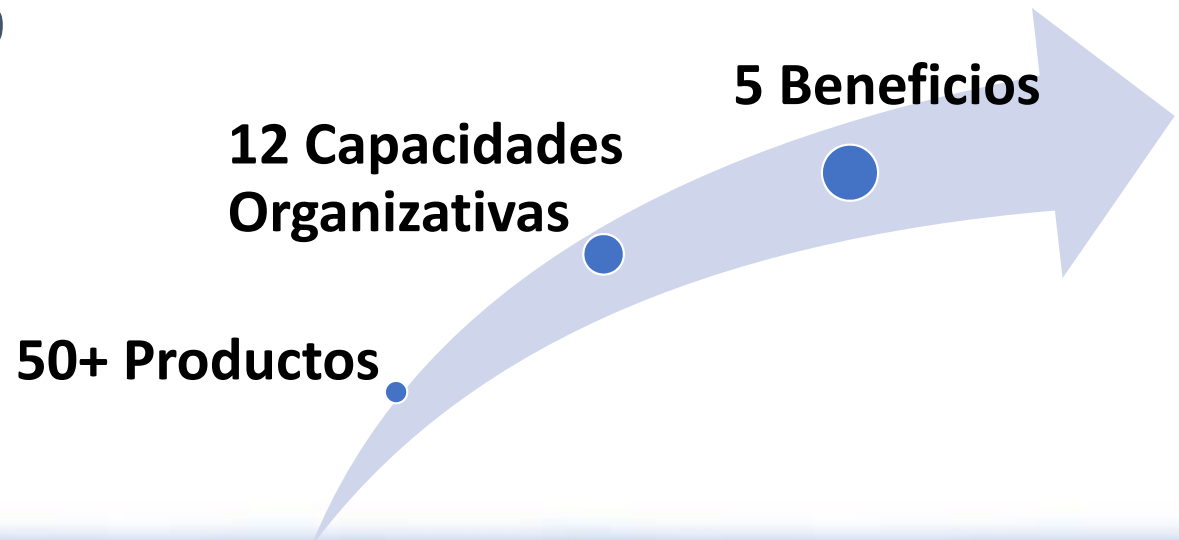 5 Beneficios
12 Capacidades
Organizativas
50+ Productos